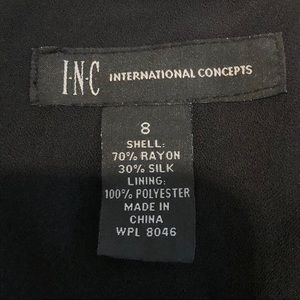 I·N·C INTERNATIONAL CONCEPTS
8
SHELL:
70% RAYON
30% SILK
LINING:
100% POLYESTER
MADE IN
CHINA
WPL 8046